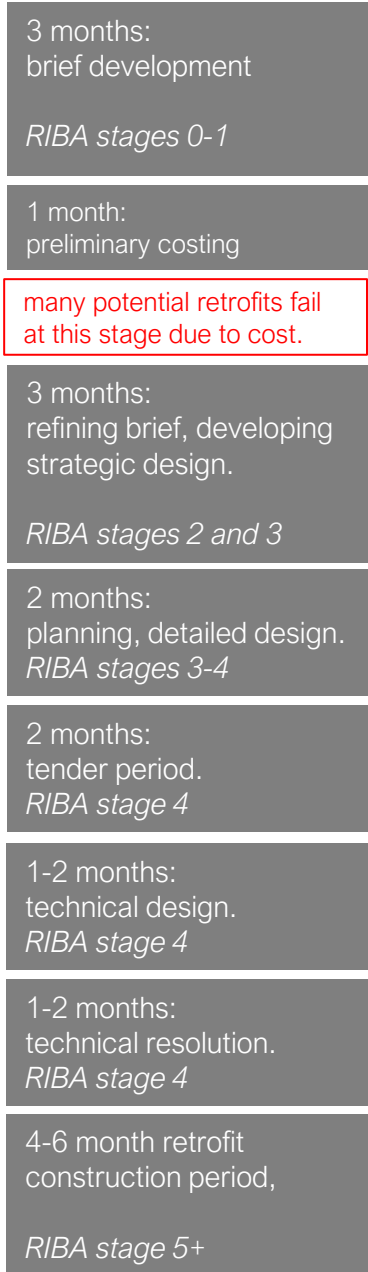 3 months:
brief development
RIBA stages 0-1
1 month:
preliminary costing
many potential retrofits fail
at this stage due to cost.
3 months:
refining brief, developing
strategic design.
RIBA stages 2 and 3
2 months:
planning, detailed design.
RIBA stages 3-4
2 months:
tender period.
RIBA stage 4
1-2 months:
technical design.
RIBA stage 4
1-2 months:
technical resolution.
RIBA stage 4
4-6 month retrofit
construction period,
RIBA stage 5+